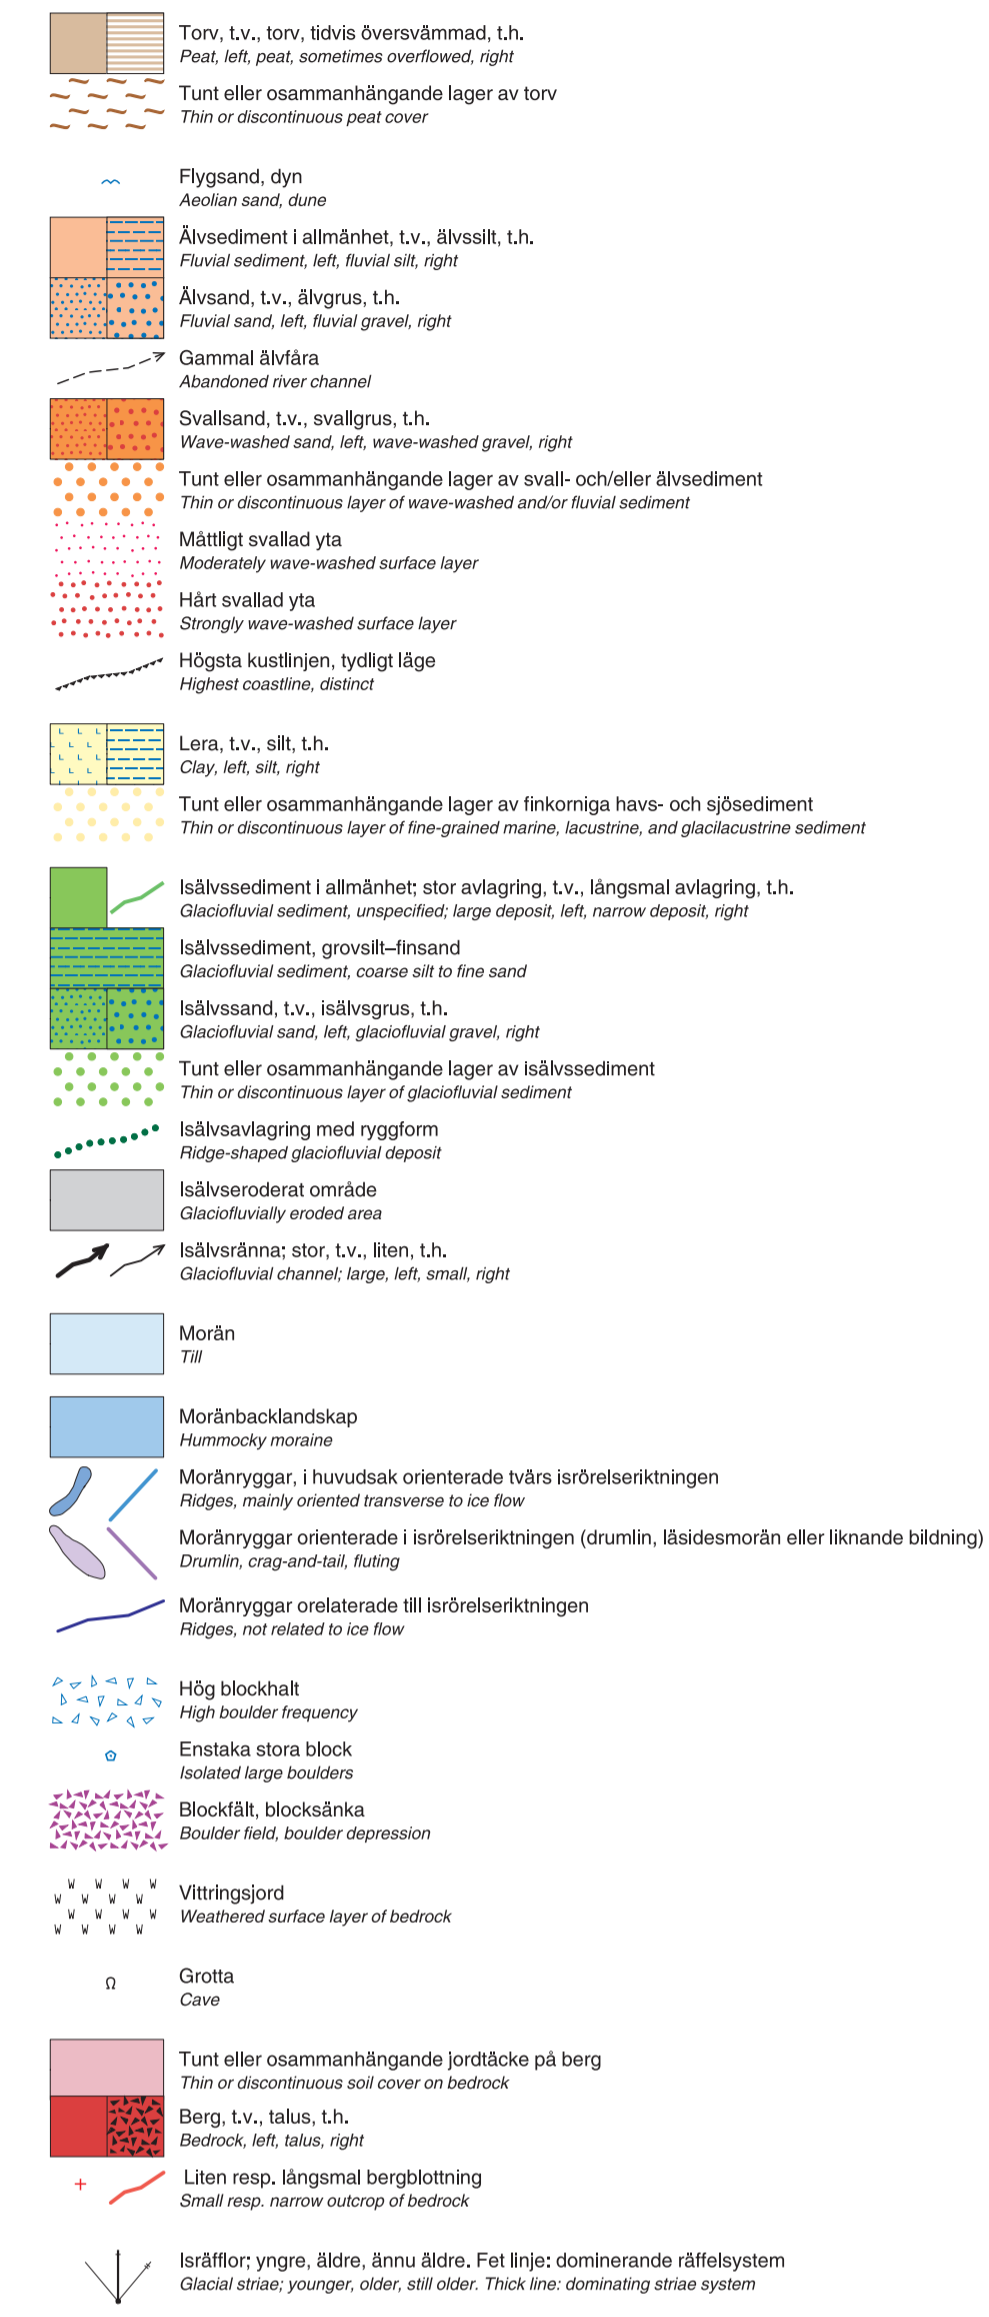 Torv, t.v., torv, tidvis översvämmad, t.h.
Peat, left, peat, sometimes overflowed, right
Tunt eller osammanhängande lager av torv
Thin or discontinuous peat cover
Flygsand, dyn
Aeolian sand, dune
Älvsediment i allmänhet, t.v., älvssilt, t.h.
Fluvial sediment, left, fluvial silt, right
Älvsand, t.v., älvgrus, t.h.
Fluvial sand, left, fluvial gravel, right
Gammal älvfåra
Abandoned river channel
Svallsand, t.v., svallgrus, t.h.
Wave-washed sand, left, wave-washed gravel, right
Tunt eller osammanhängande lager av svall- och/eller älvsediment
Thin or discontinuous layer of wave-washed and/or fluvial sediment
Måttligt svallad yta
Moderately wave-washed surface layer
Hårt svallad yta
Strongly wave-washed surface layer
Högsta kustlinjen, tydligt läge
Highest coastline, distinct
Lera, t.v., silt, t.h.
Clay, left, silt, right
Tunt eller osammanhängande lager av finkorniga havs- och sjösediment
Thin or discontinuous layer of fine-grained marine, lacustrine, and glacilacustrine sediment
Isälvssediment i allmänhet; stor avlagring, t.v., långsmal avlagring, t.h.
Glaciofluvial sediment, unspecified; large deposit, left, narrow deposit, right
Isälvssediment, grovsilt–finsand
Glaciofluvial sediment, coarse silt to fine sand
Isälvssand, t.v., isälvsgrus, t.h.
Glaciofluvial sand, left, glaciofluvial gravel, right
Tunt eller osammanhängande lager av isälvssediment
Thin or discontinuous layer of glaciofluvial sediment
Isälvsavlagring med ryggform
Ridge-shaped glaciofluvial deposit
Isälvseroderat område
Glaciofluvially eroded area
Isälvsränna; stor, t.v., liten, t.h.
Glaciofluvial channel; large, left, small, right
Morän
Till
Moränbacklandskap
Hummocky moraine
Moränryggar, i huvudsak orienterade tvärs isrörelseriktningen
Ridges, mainly oriented transverse to ice flow
Moränryggar orienterade i isrörelseriktningen (drumlin, läsidesmorän eller liknande bildning)
Drumlin, crag-and-tail, fluting
Moränryggar orelaterade till isrörelseriktningen
Ridges, not related to ice flow
Hög blockhalt
High boulder frequency
Enstaka stora block
Isolated large boulders
Blockfält, blocksänka
Boulder field, boulder depression
W W W W
W W W W
W W W W
W W W W
Vittringsjord
Weathered surface layer of bedrock
Ω
Grotta
Cave
Tunt eller osammanhängande jordtäcke på berg
Thin or discontinuous soil cover on bedrock
Berg, t.v., talus, t.h.
Bedrock, left, talus, right
Liten resp. långsmal bergblottning
Small resp. narrow outcrop of bedrock
Isräfflor; yngre, äldre, ännu äldre. Fet linje: dominerande räffelsystem
Glacial striae; younger, older, still older. Thick line: dominating striae system